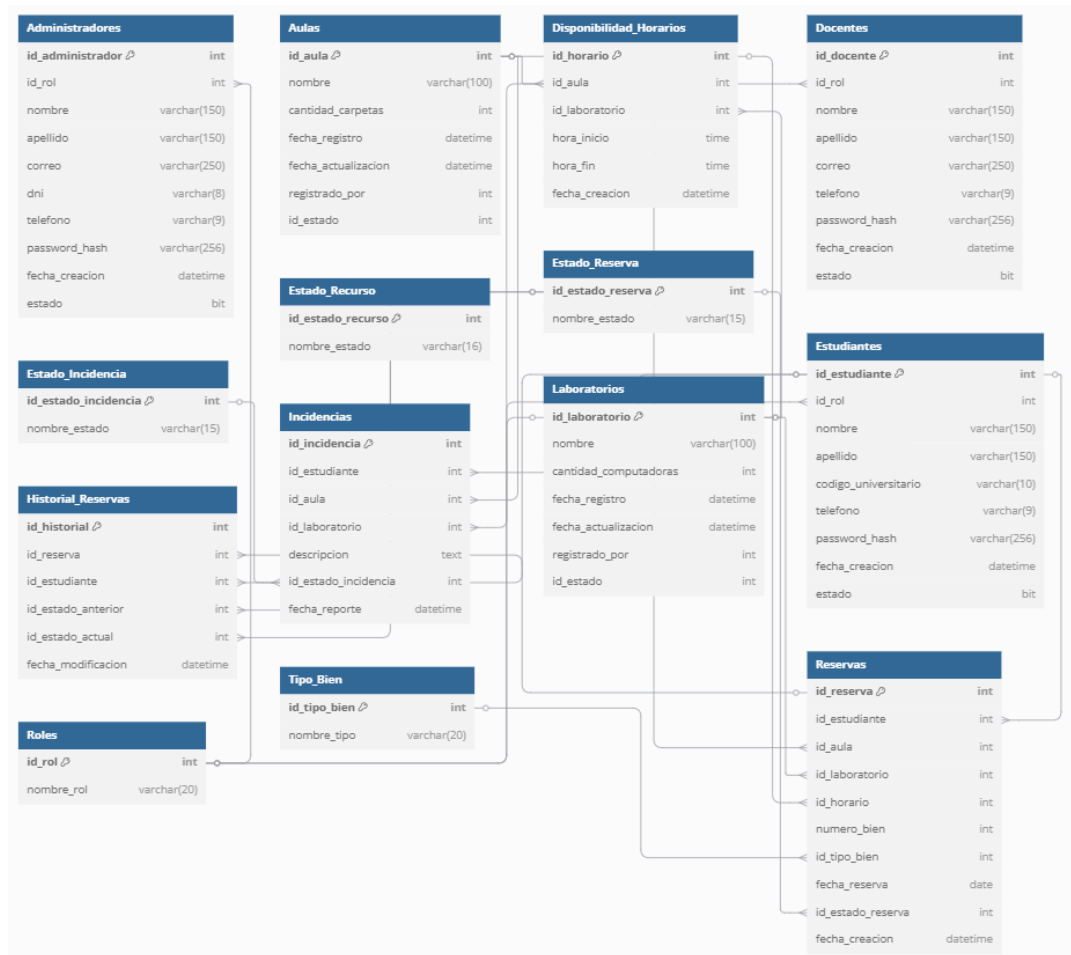 Administradores
id_administrador int
id_rol int
nombre varchar(150)
apellido varchar(150)
correo varchar(250)
dni varchar(8)
telefono varchar(9)
password_hash varchar(256)
fecha_creacion datetime
estado bit
Estado_Incidencia
id_estado_incidencia int
nombre_estado varchar(15)
Historial_Reservas
id_historial int
id_reserva int
id_estudiante int
id_estado_anterior int
id_estado_actual int
fecha_modificacion datetime
Roles
id_rol int
nombre_rol varchar(20)
Aulas
id_aula int
nombre varchar(100)
cantidad_carpetas int
fecha_registro datetime
fecha_actualizacion datetime
registrado_por int
id_estado int
Estado_Recurso
id_estado_recurso int
nombre_estado varchar(16)
Incidencias
id_incidencia int
id_estudiante int
id_aula int
id_laboratorio int
descripcion text
id_estado_incidencia int
fecha_reporte datetime
Tipo_Bien
id_tipo_bien int
nombre_tipo varchar(20)
Disponibilidad_Horarios
id_horario int
id_aula int
id_laboratorio int
hora_inicio time
hora_fin time
fecha_creacion datetime
Estado_Reserva
id_estado_reserva int
nombre_estado varchar(15)
Laboratorios
id_laboratorio int
nombre varchar(100)
cantidad_computadoras int
fecha_registro datetime
fecha_actualizacion datetime
registrado_por int
id_estado int
Docentes
id_docente int
id_rol int
nombre varchar(150)
apellido varchar(150)
correo varchar(250)
telefono varchar(9)
password_hash varchar(256)
fecha_creacion datetime
estado bit
Estudiantes
id_estudiante int
id_rol int
nombre varchar(150)
apellido varchar(150)
codigo_universitario varchar(10)
telefono varchar(9)
password_hash varchar(256)
fecha_creacion datetime
estado bit
Reservas
id_reserva int
id_estudiante int
id_aula int
id_laboratorio int
id_horario int
numero_bien int
id_tipo_bien int
fecha_reserva date
id_estado_reserva int
fecha_creacion datetime